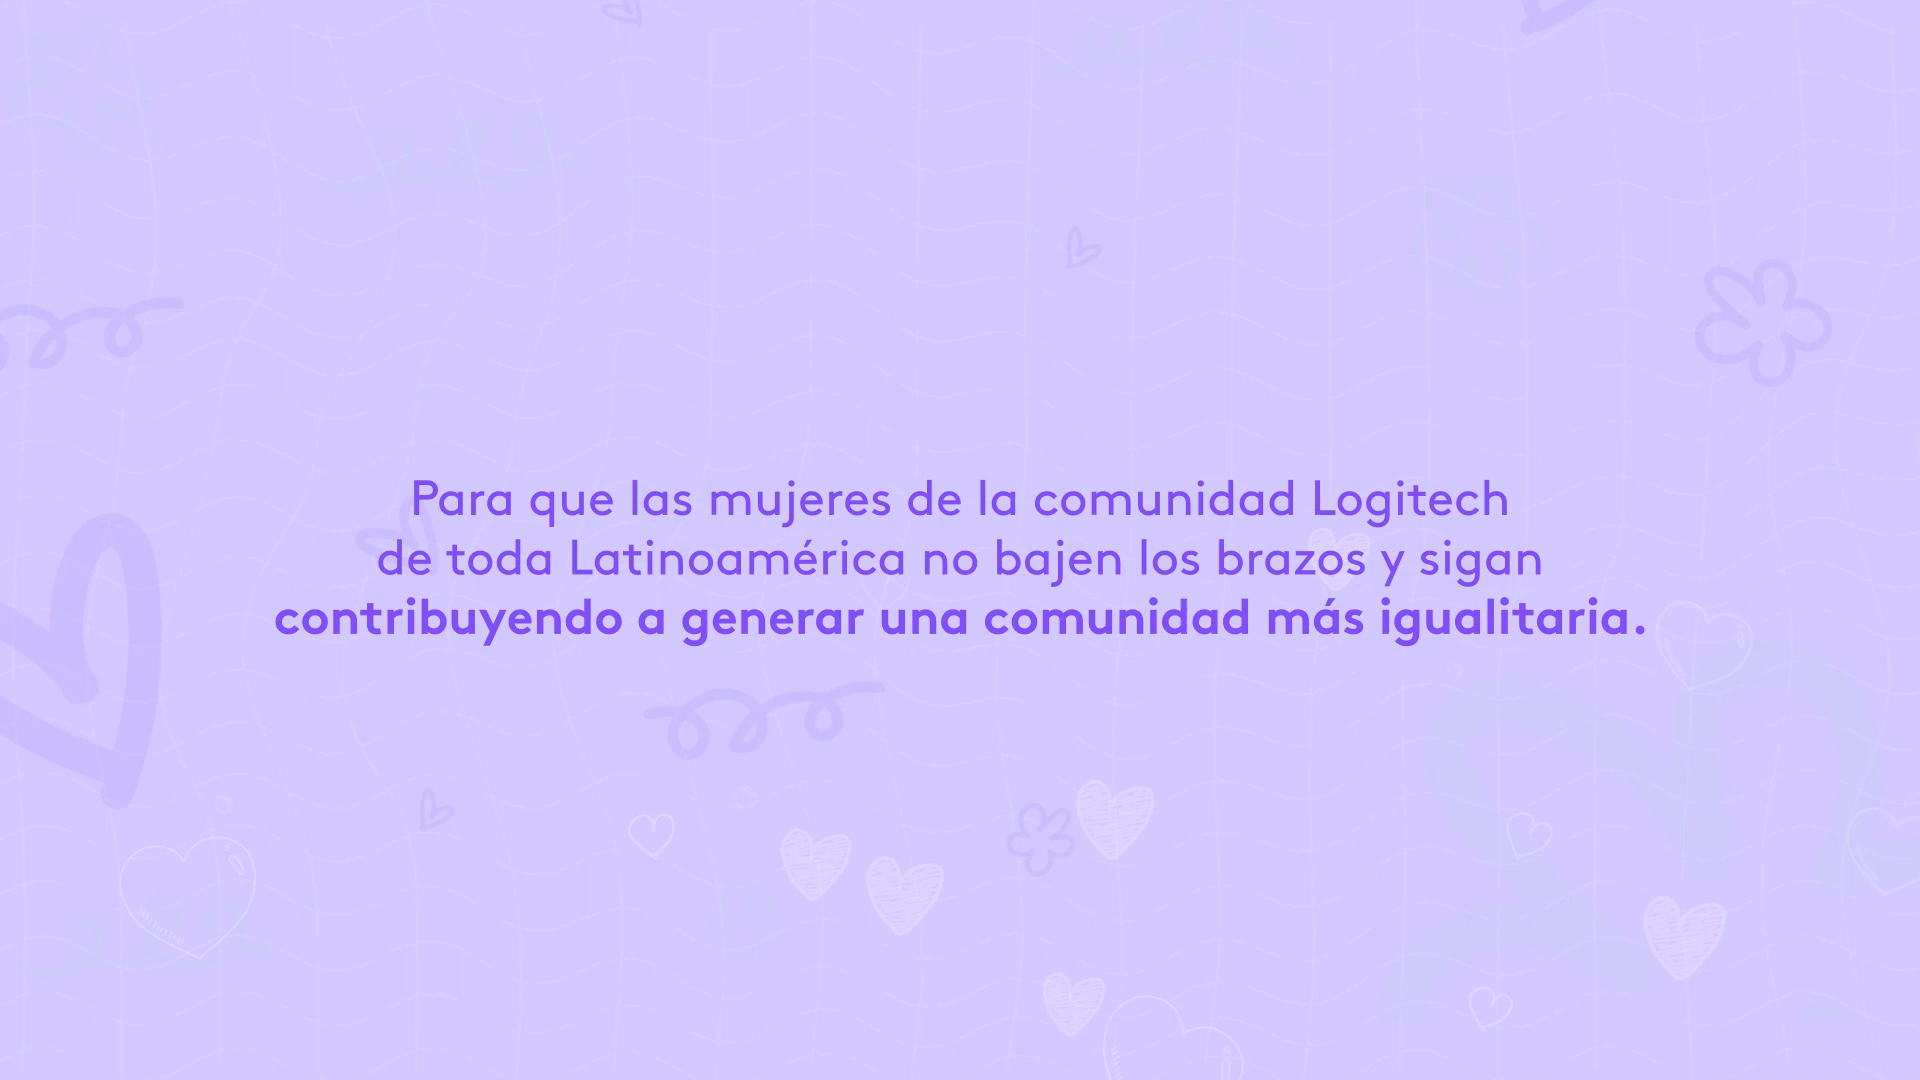 Para que las mujeres de la comunidad Logitech
de toda Latinoamérica no bajen los brazos y sigan
contribuyendo a generar una comunidad más igualitaria.